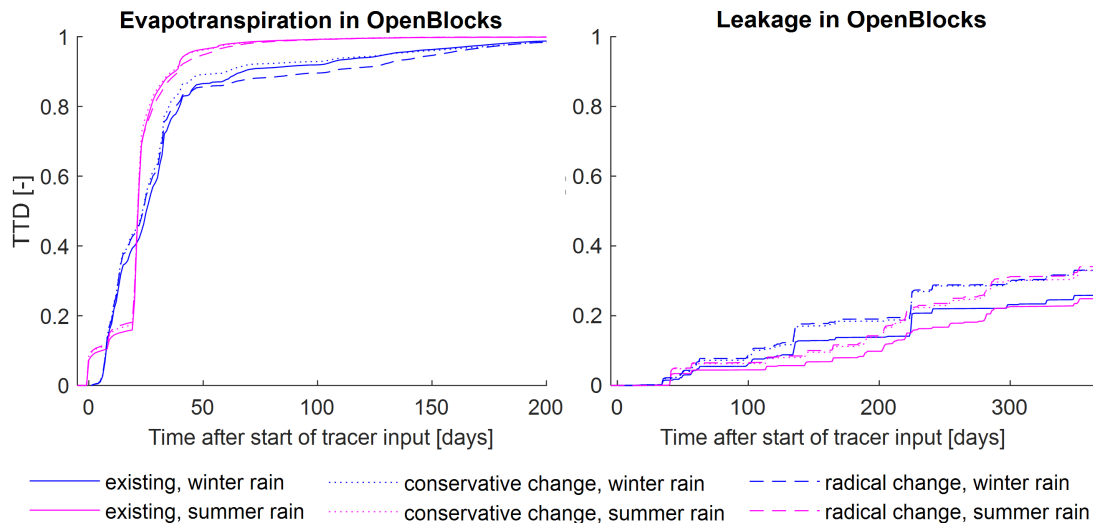 Evapotranspiration in OpenBlocks
Leakage in OpenBlocks
TTD [-]
1
0.8
0.6
0.4
0.2
0
0 50 100 150 200
Time after start of tracer input [days]
1
0.8
0.6
0.4
0.2
0
0 100 200 300
Time after start of tracer input [days]
existing, winter rain
conservative change, winter rain
radical change, winter rain
existing, summer rain
conservative change, summer rain
radical change, summer rain